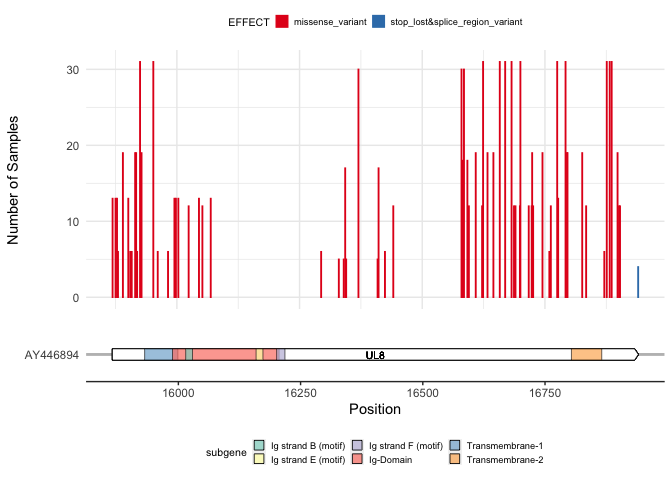 EFFECT missense_variant stop_lost&splice_region_variant
Number of Samples
30
20
10
0
AY446894
UL8
16000 16250 16500 16750
Position
subgene
Ig strand B (motif) Ig strand F (motif) Transmembrane-1
Ig strand E (motif) Ig-Domain Transmembrane-2